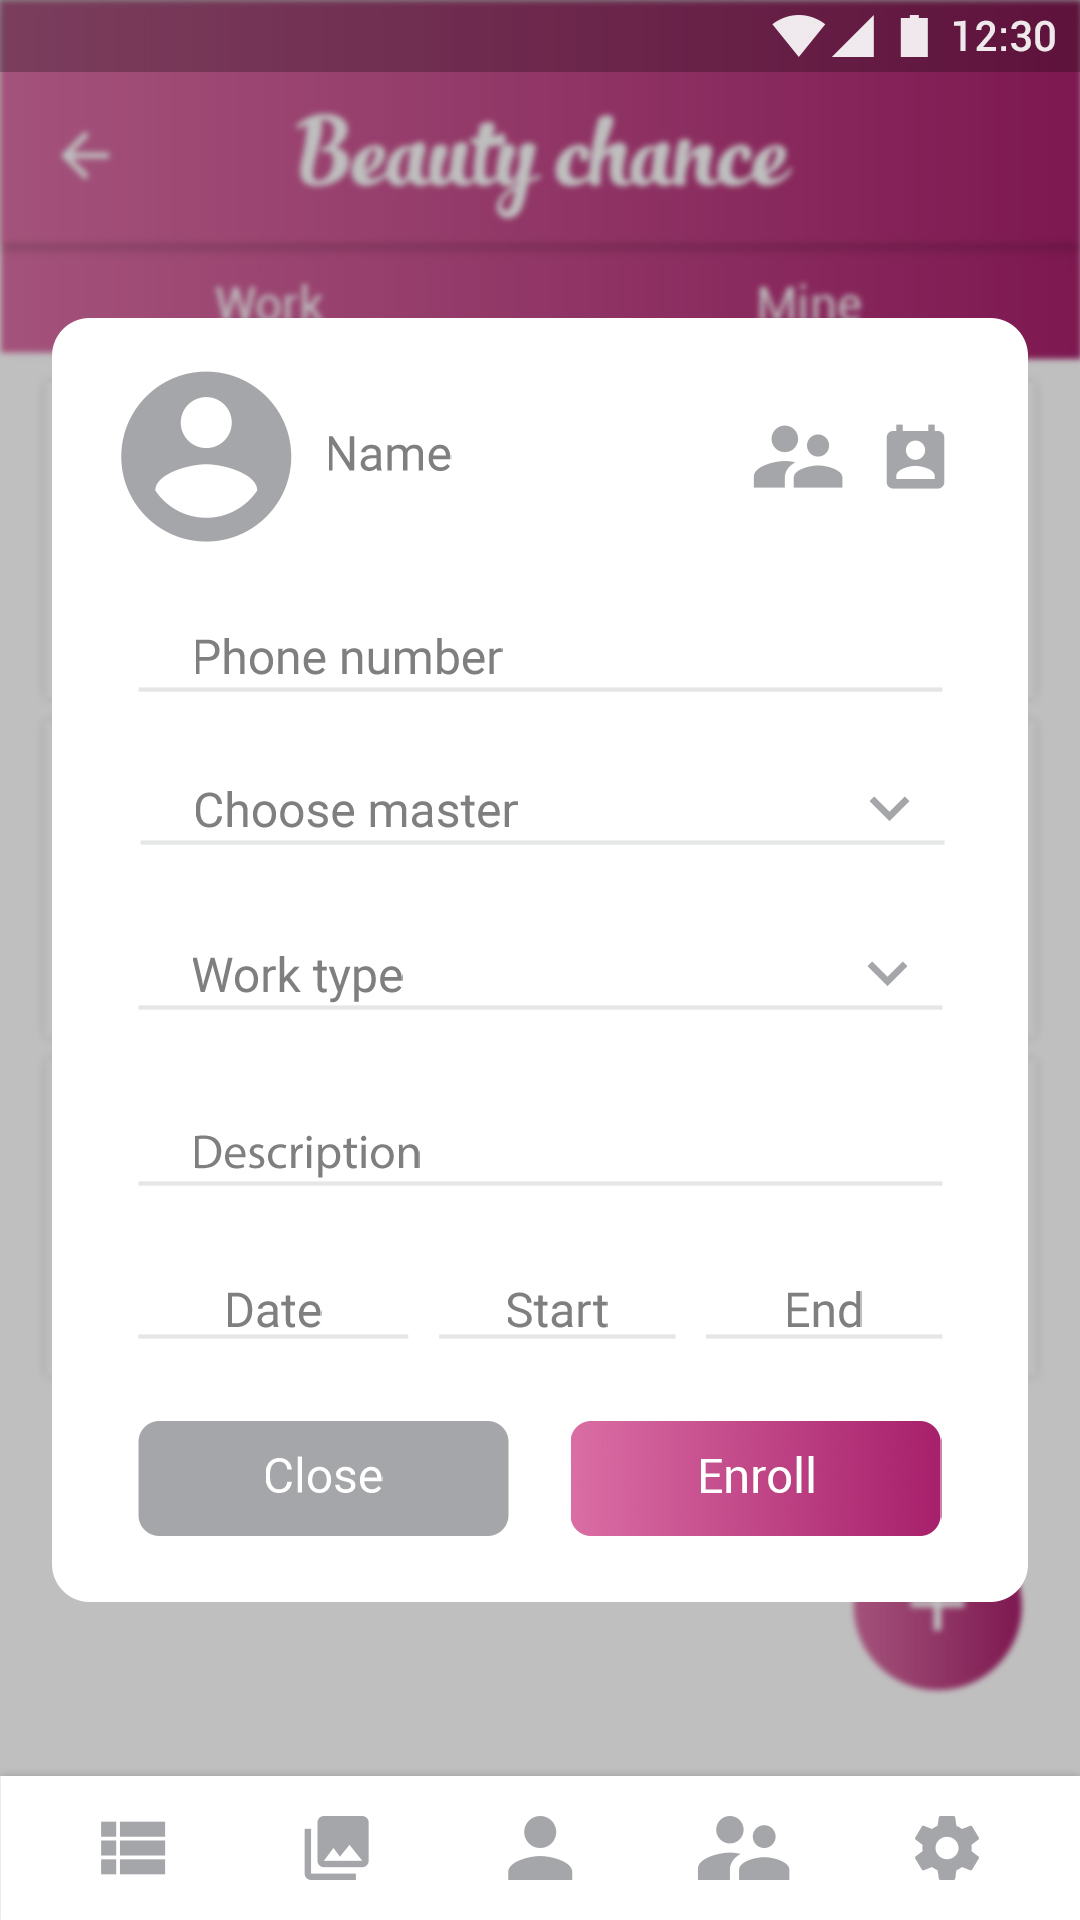 12:30
Beauty chance
Work Mine
Name
Phone number
Choose master
Work type
Description
Date Start End
Close Enroll